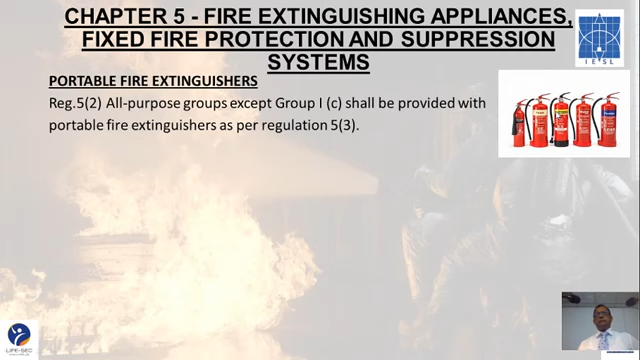 CHAPTER 5 - FIRE EXTINGUISHING APPLIANCES,
FIXED FIRE PROTECTION AND SUPPRESSION
SYSTEMS
IESL
PORTABLE FIRE EXTINGUISHERS
Reg.5(2) All-purpose groups except Group I (c) shall be provided with
portable fire extinguishers as per regulation 5(3).
LIFE-SEC